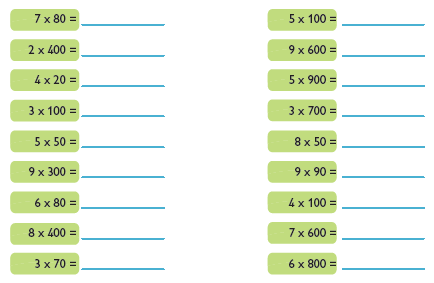 7 x 80 =
2 x 400 =
4 x 20 =
3 x 100 =
5 x 50 =
9 x 300 =
6 x 80 =
8 x 400 =
3 x 70 =
5 x 100 =
9 x 600 =
5 x 900 =
3 x 700 =
8 x 50 =
9 x 90 =
4 x 100 =
7 x 600 =
6 x 800 =